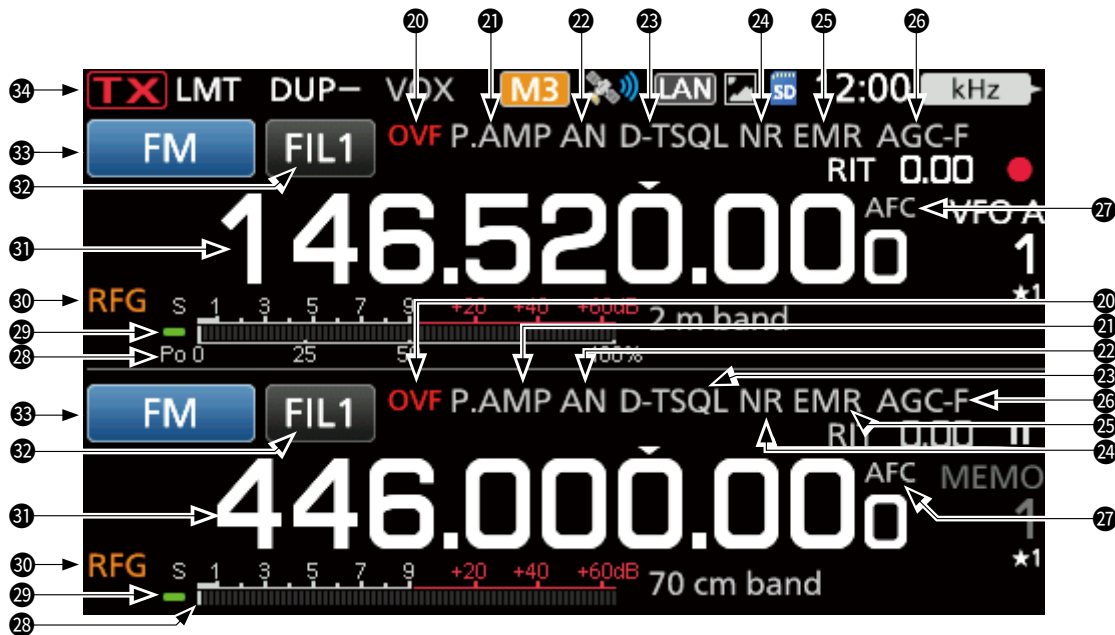 ⑳ ㉑ ㉒ ㉓ ㉔ ㉕ ㉖
㉞ TX LMT DUP− VOX M3 LAN SD 12:00 kHz
㉝ FM FIL1 OVF P.AMP AN D-TSQL NR EMR AGC-F
㉜ RIT 0.00
㉛ 146.520.000 AFC VFO A ㉗
1
★1
㉚ RFG S 1 3 5 7 9 +20 +40 +60dB 2 m band ⑳
㉙ ㉑
㉘ Po 0 25 50 100% ㉒
㉓
㉝ FM FIL1 OVF P.AMP AN D-TSQL NR EMR AGC-F ㉖
㉜ RIT 0.00 ㉕
㉔
㉛ 446.000.000 AFC MEMO ㉗
1
★1
㉚ RFG S 1 3 5 7 9 +20 +40 +60dB 70 cm band
㉙
㉘